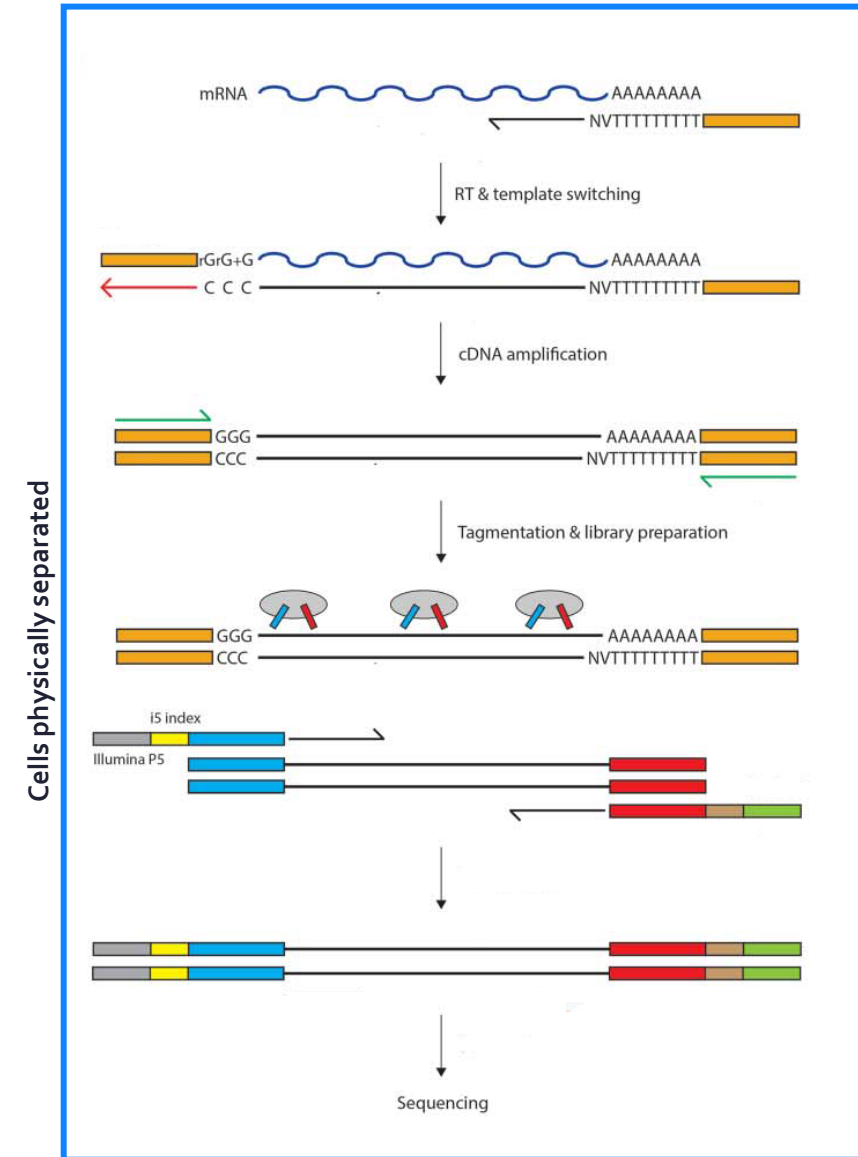 mRNA
AAAAAAAA
NVTTTTTTTTT
RT & template switching
rGrG+G
AAAAAAAA
C C C
NVTTTTTTTTT
cDNA amplification
GGG
AAAAAAAA
CCC
NVTTTTTTTTT
Tagmentation & library preparation
GGG
AAAAAAAA
CCC
NVTTTTTTTTT
i5 index
Illumina P5
Sequencing
Cells physically separated